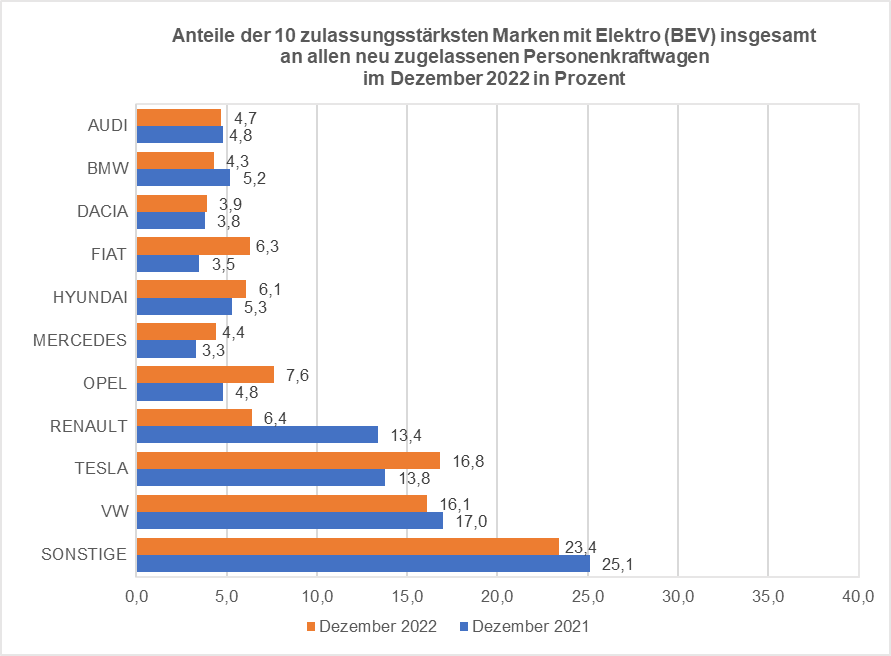 Anteile der 10 zulassungsstärksten Marken mit Elektro (BEV) insgesamt
an allen neu zugelassenen Personenkraftwagen
im Dezember 2022 in Prozent
AUDI
4,7
4,8
BMW
4,3
5,2
DACIA
3,9
3,8
FIAT
6,3
3,5
HYUNDAI
6,1
5,3
MERCEDES
4,4
3,3
OPEL
7,6
4,8
RENAULT
6,4
13,4
TESLA
16,8
13,8
VW
16,1
17,0
SONSTIGE
23,4
25,1
0,0 5,0 10,0 15,0 20,0 25,0 30,0 35,0 40,0
Dezember 2022 Dezember 2021